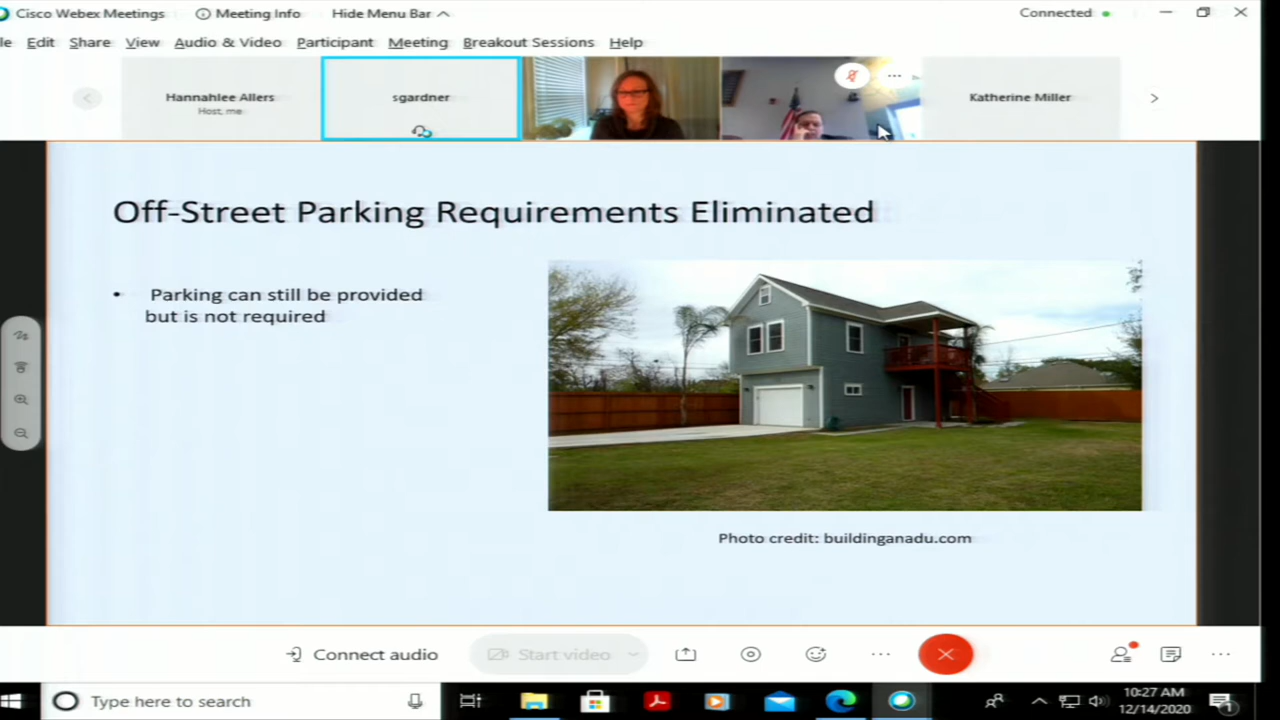 Cisco Webex Meetings Meeting Info Hide Menu Bar Connected
le Edit Share View Audio & Video Participant Meeting Breakout Sessions Help
Hannahlee Allers
Host, me
sgardner
Katherine Miller
Off-Street Parking Requirements Eliminated
• Parking can still be provided
but is not required
Photo credit: buildinganadu.com
Connect audio
Start video
Type here to search
10:27 AM
12/14/2020
1